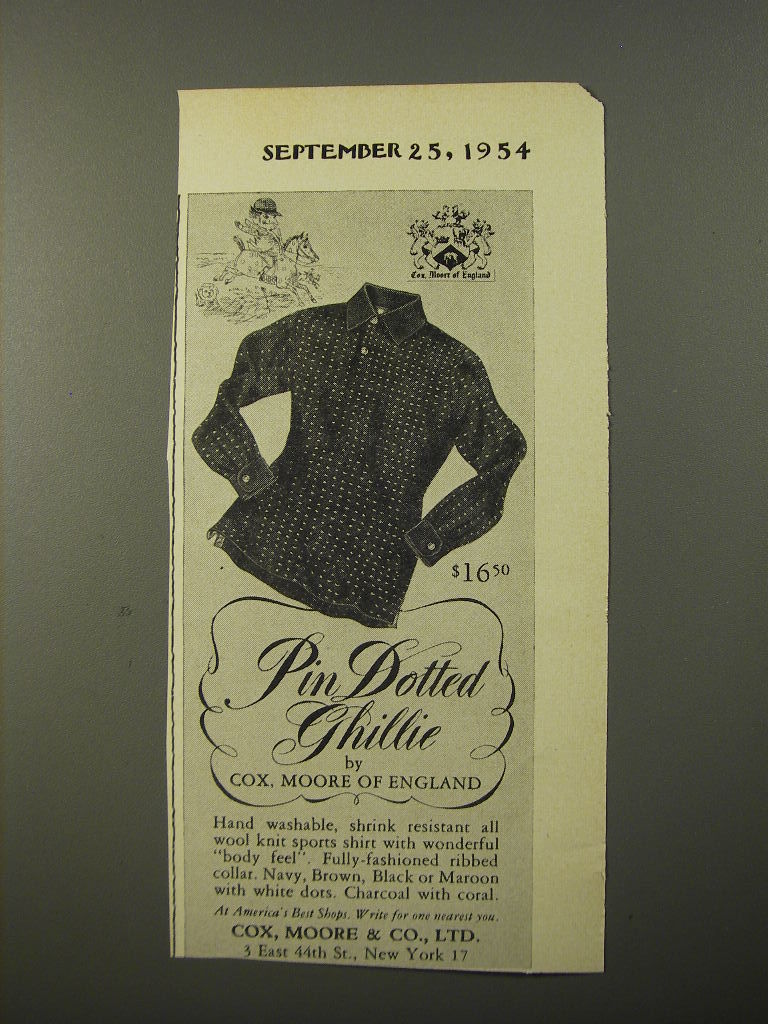 SEPTEMBER 25, 1954
Cox, Moore of England
$1650
Pin Dotted
Ghillie
by
COX, MOORE OF ENGLAND
Hand washable, shrink resistant all
wool knit sports shirt with wonderful
"body feel". Fully-fashioned ribbed
collar. Navy, Brown, Black or Maroon
with white dots. Charcoal with coral.
At America's Best Shops. Write for one nearest you.
COX, MOORE & CO., LTD.
3 East 44th St., New York 17